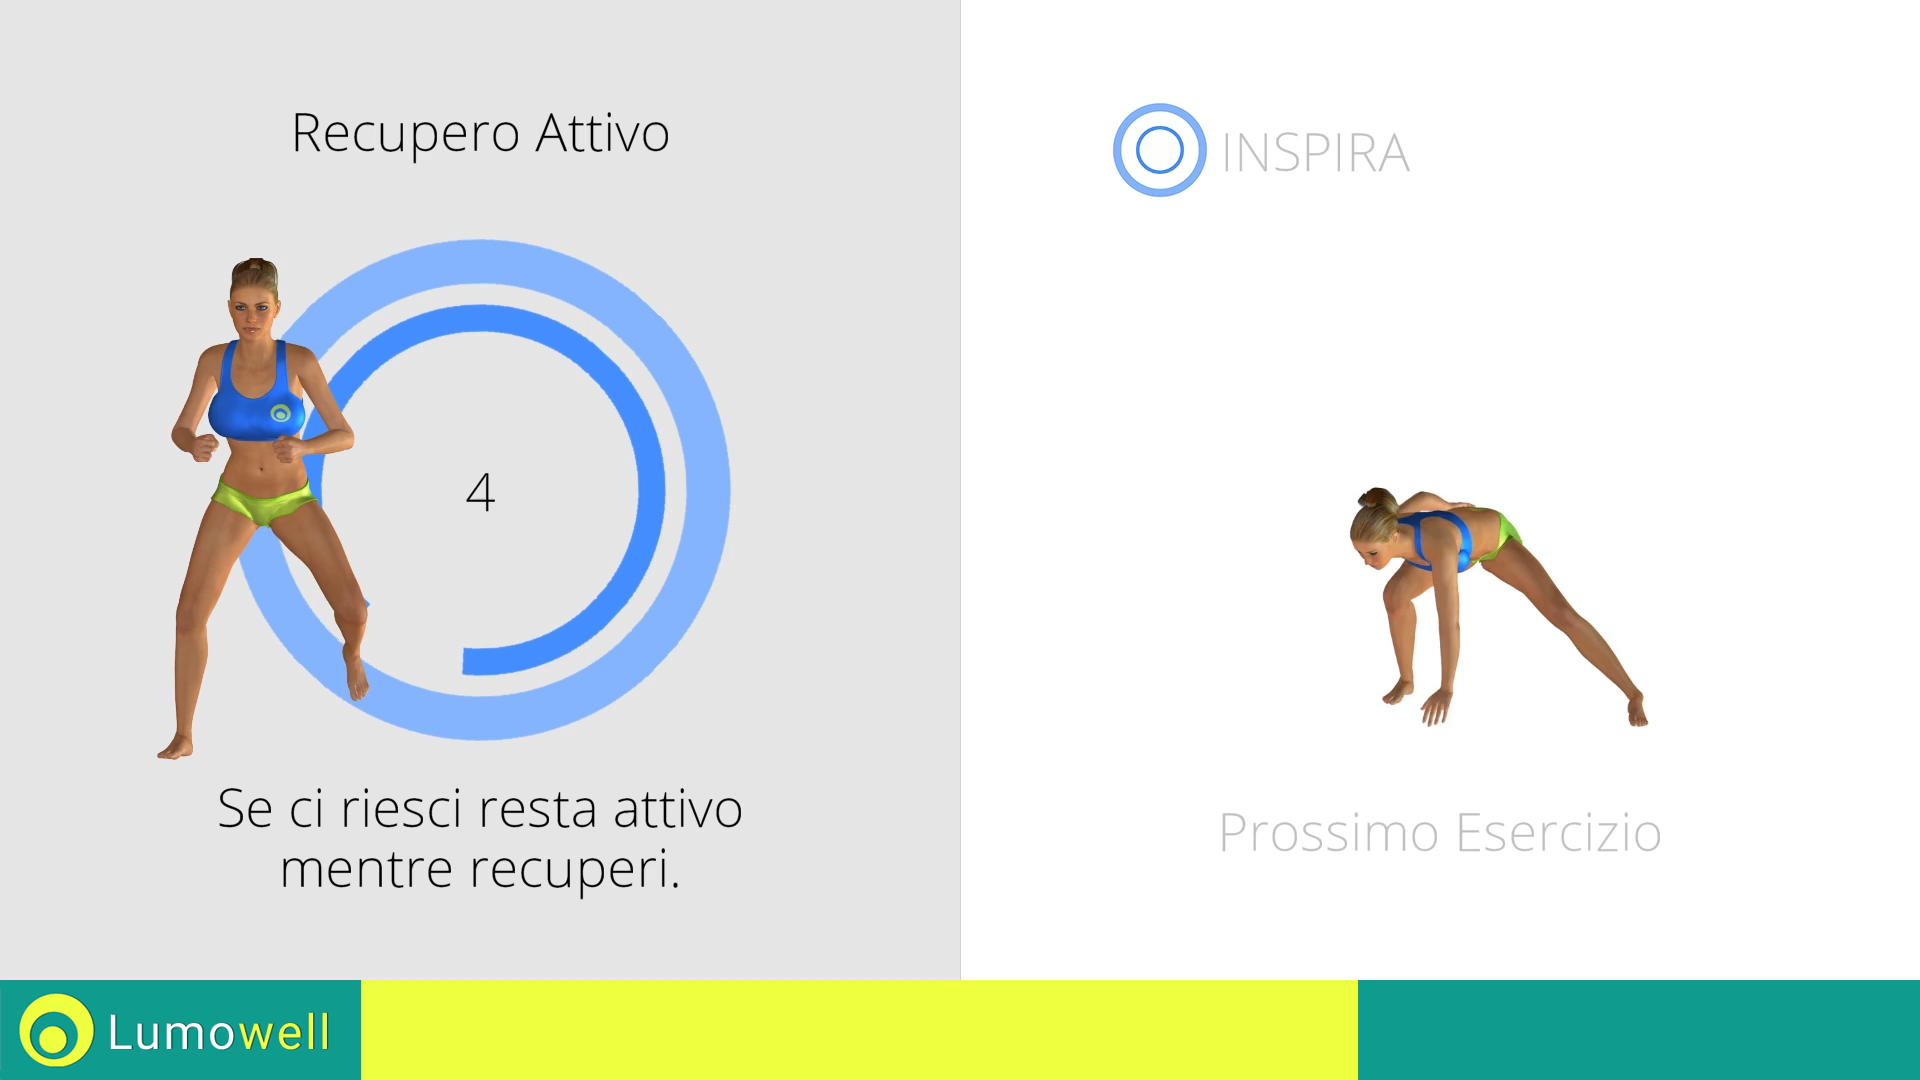 Recupero Attivo
4
Se ci riesci resta attivo
mentre recuperi.
INSPIRA
Prossimo Esercizio
Lumowell